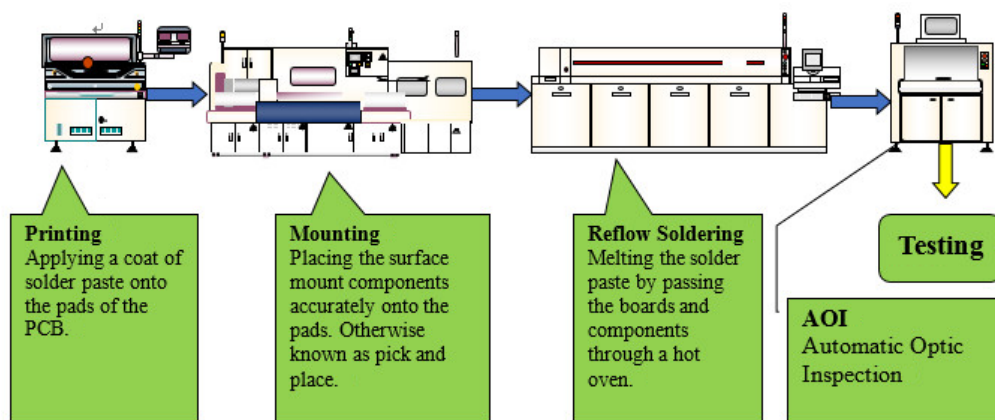 Printing
Applying a coat of
solder paste onto
the pads of the
PCB.
Mounting
Placing the surface
mount components
accurately onto the
pads. Otherwise
known as pick and
place.
Reflow Soldering
Melting the solder
paste by passing
the boards and
components
through a hot
oven.
Testing
AOI
Automatic Optic
Inspection